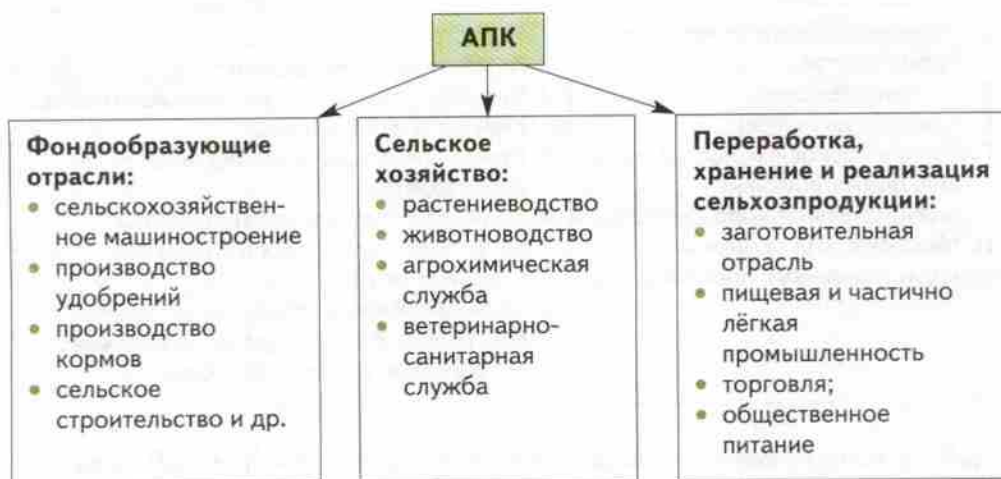 АПК
Фондообразующие
отрасли:
• сельскохозяйствен-
ное машиностроение
• производство
удобрений
• производство
кормов
• сельское
строительство и др.
Сельское
хозяйство:
• растениеводство
• животноводство
• агрохимическая
служба
• ветеринарно-
санитарная
служба
Переработка,
хранение и реализация
сельхозпродукции:
• заготовительная
отрасль
• пищевая и частично
лёгкая
промышленность
• торговля;
• общественное
питание